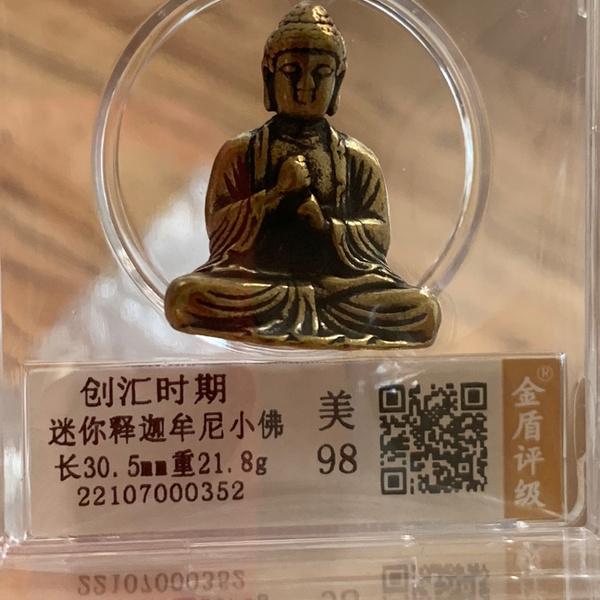 创汇时期
迷你释迦牟尼小佛
长30.5mm重21.8g
22107000352
美
98
金盾评级®
22107000352